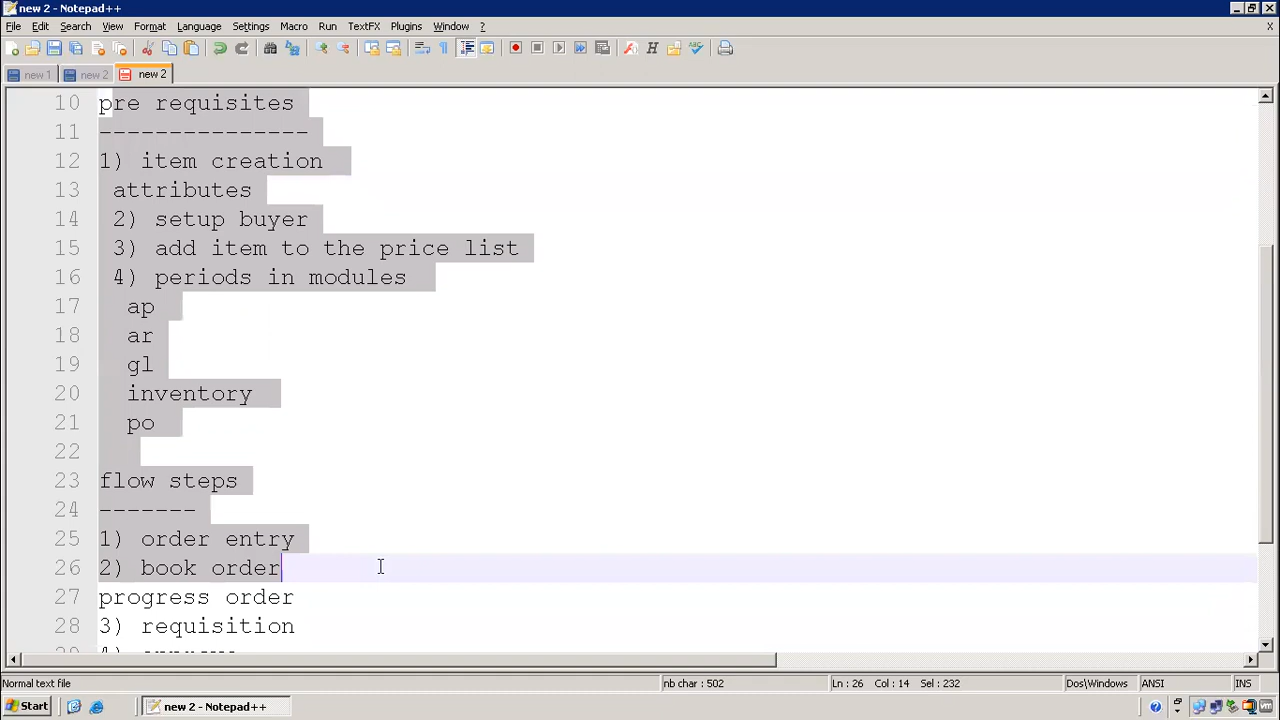 new 2 - Notepad++
File Edit Search View Format Language Settings Macro Run TextFX Plugins Window ? X
new 1 new 2 new 2
10 pre requisites
11 ---------------
12 1) item creation
13 attributes
14 2) setup buyer
15 3) add item to the price list
16 4) periods in modules
17 ap
18 ar
19 gl
20 inventory
21 po
22
23 flow steps
24 -------
25 1) order entry
26 2) book order
27 progress order
28 3) requisition
Normal text file nb char : 502 Ln : 26 Col : 14 Sel : 232 Dos\Windows ANSI INS
Start new 2 - Notepad++